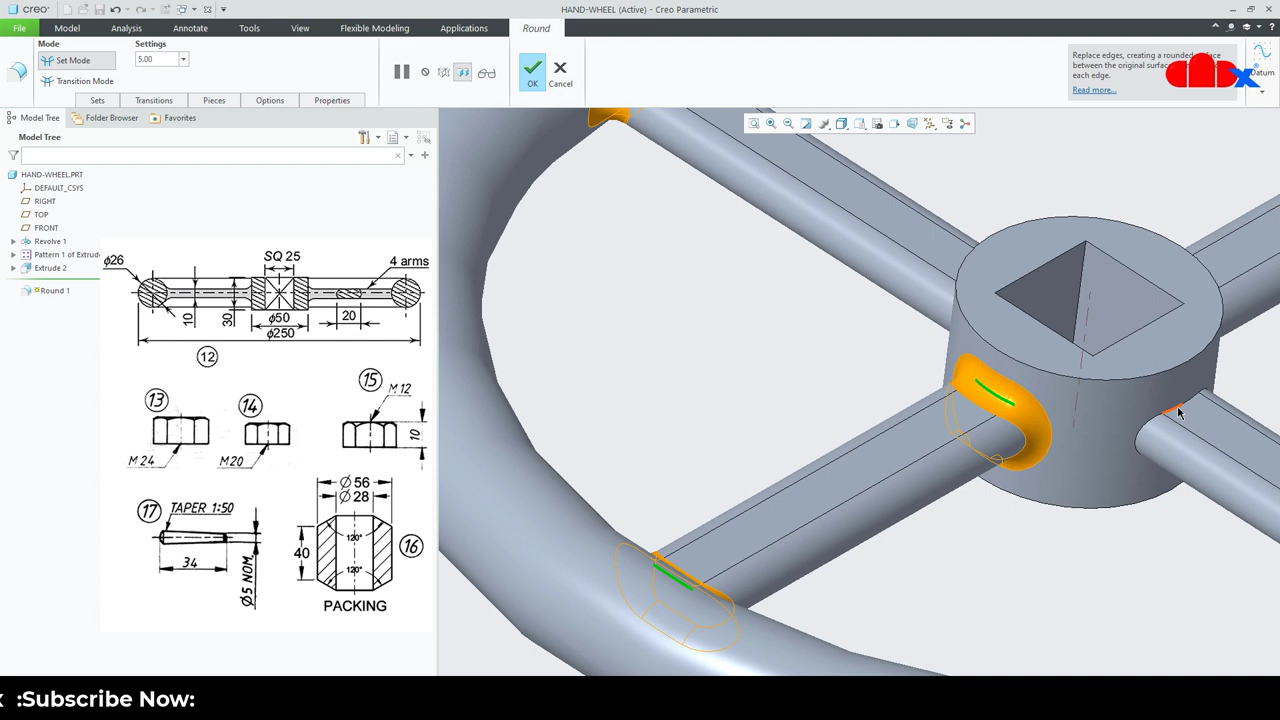 creo
HAND-WHEEL (Active) - Creo Parametric
File
Model
Analysis
Annotate
Tools
View
Flexible Modeling
Applications
Round
Mode
Set Mode
Transition Mode
Settings
5.00
OK
Cancel
Replace edges, creating a rounded surface
between the original surfac
each edge.
Read more...
Datum
Sets
Transitions
Pieces
Options
Properties
Model Tree
Folder Browser
Favorites
Model Tree
HAND-WHEEL.PRT
DEFAULT_CSYS
RIGHT
TOP
FRONT
Revolve 1
Pattern 1 of Extrude
Extrude 2
Round 1
SQ 25
ϕ26
4 arms
10
30
ϕ50
20
ϕ250
12
13
14
15
M 12
10
M 24
M20
17
TAPER 1:50
34
Ø5 NOM.
Ø 56
Ø 28
40
120°
120°
16
PACKING
x :Subscribe Now: